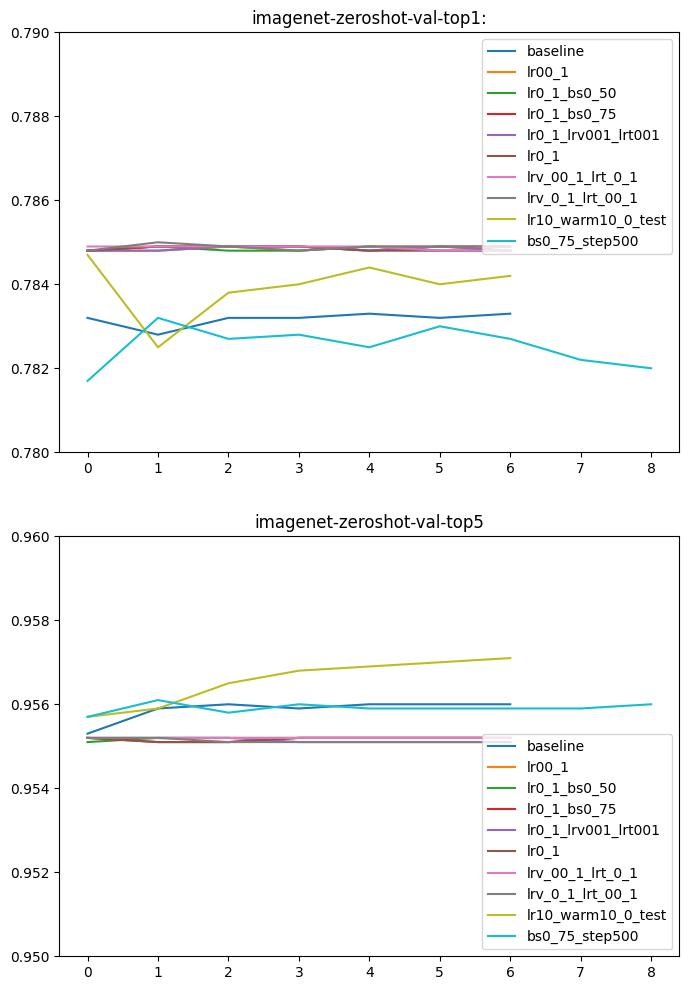 imagenet-zeroshot-val-top1:
0.790
0.788
0.786
0.784
0.782
0.780
0 1 2 3 4 5 6 7 8
baseline
lr00_1
lr0_1_bs0_50
lr0_1_bs0_75
lr0_1_lrv001_lrt001
lr0_1
lrv_00_1_lrt_0_1
lrv_0_1_lrt_00_1
lr10_warm10_0_test
bs0_75_step500
imagenet-zeroshot-val-top5
0.960
0.958
0.956
0.954
0.952
0.950
0 1 2 3 4 5 6 7 8
baseline
lr00_1
lr0_1_bs0_50
lr0_1_bs0_75
lr0_1_lrv001_lrt001
lr0_1
lrv_00_1_lrt_0_1
lrv_0_1_lrt_00_1
lr10_warm10_0_test
bs0_75_step500